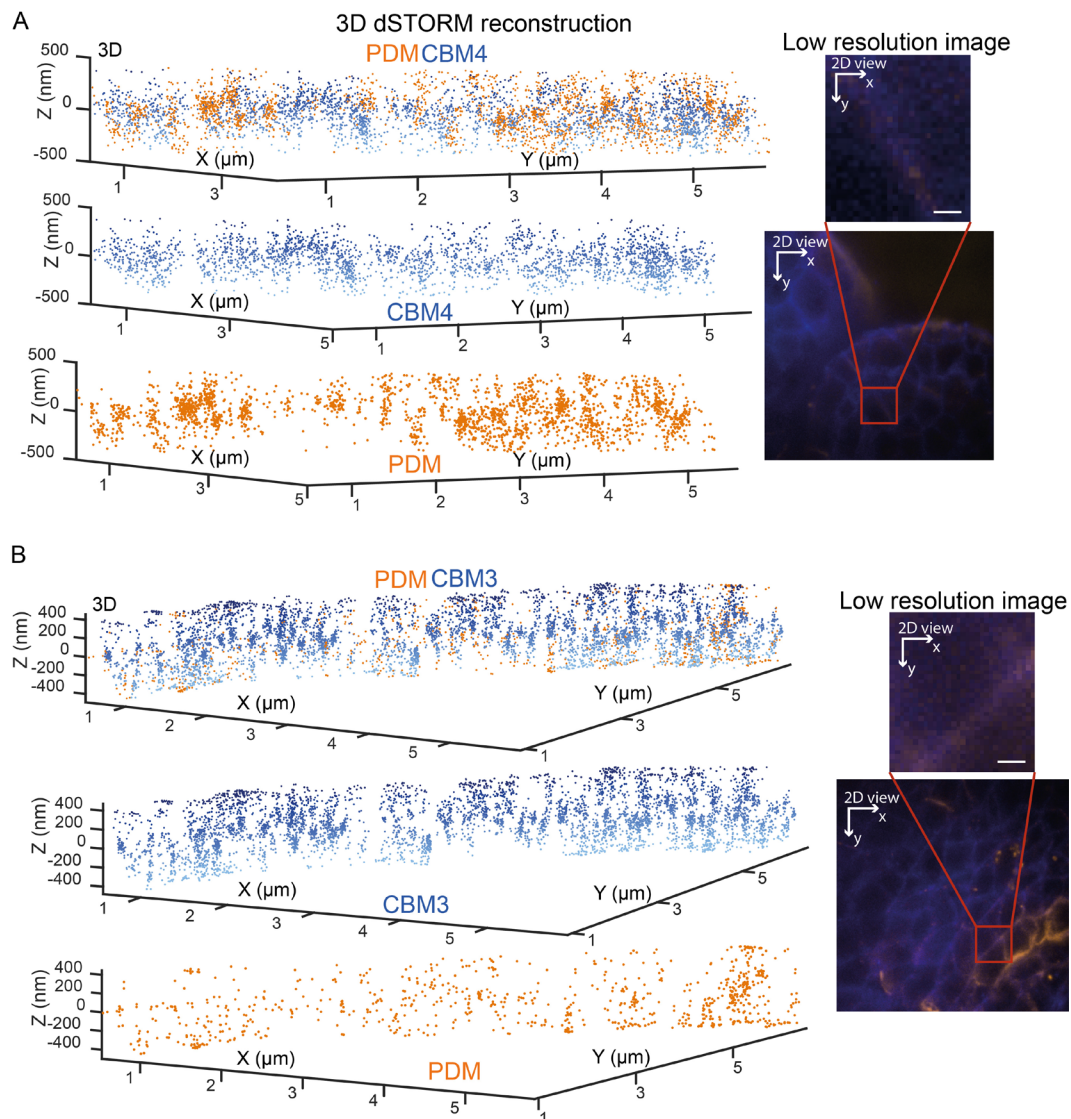 A
3D dSTORM reconstruction
PDM CBM4
3D
Z (nm)
500
0
-500
X (µm)
Y (µm)
1
3
1
2
3
4
5
Z (nm)
500
0
-500
X (µm)
CBM4
Y (µm)
1
3
5
1
2
3
4
5
Z (nm)
500
0
-500
X (µm)
PDM
Y (µm)
1
3
5
1
2
3
4
5
Low resolution image
2D view
x
y
2D view
x
y
B
PDM CBM3
3D
Z (nm)
400
200
0
-200
-400
X (µm)
Y (µm)
1
2
3
4
5
1
3
5
Z (nm)
400
200
0
-200
-400
X (µm)
CBM3
Y (µm)
1
2
3
4
5
1
3
5
Z (nm)
400
200
0
-200
-400
X (µm)
PDM
Y (µm)
1
2
3
4
5
1
3
5
Low resolution image
2D view
x
y
2D view
x
y